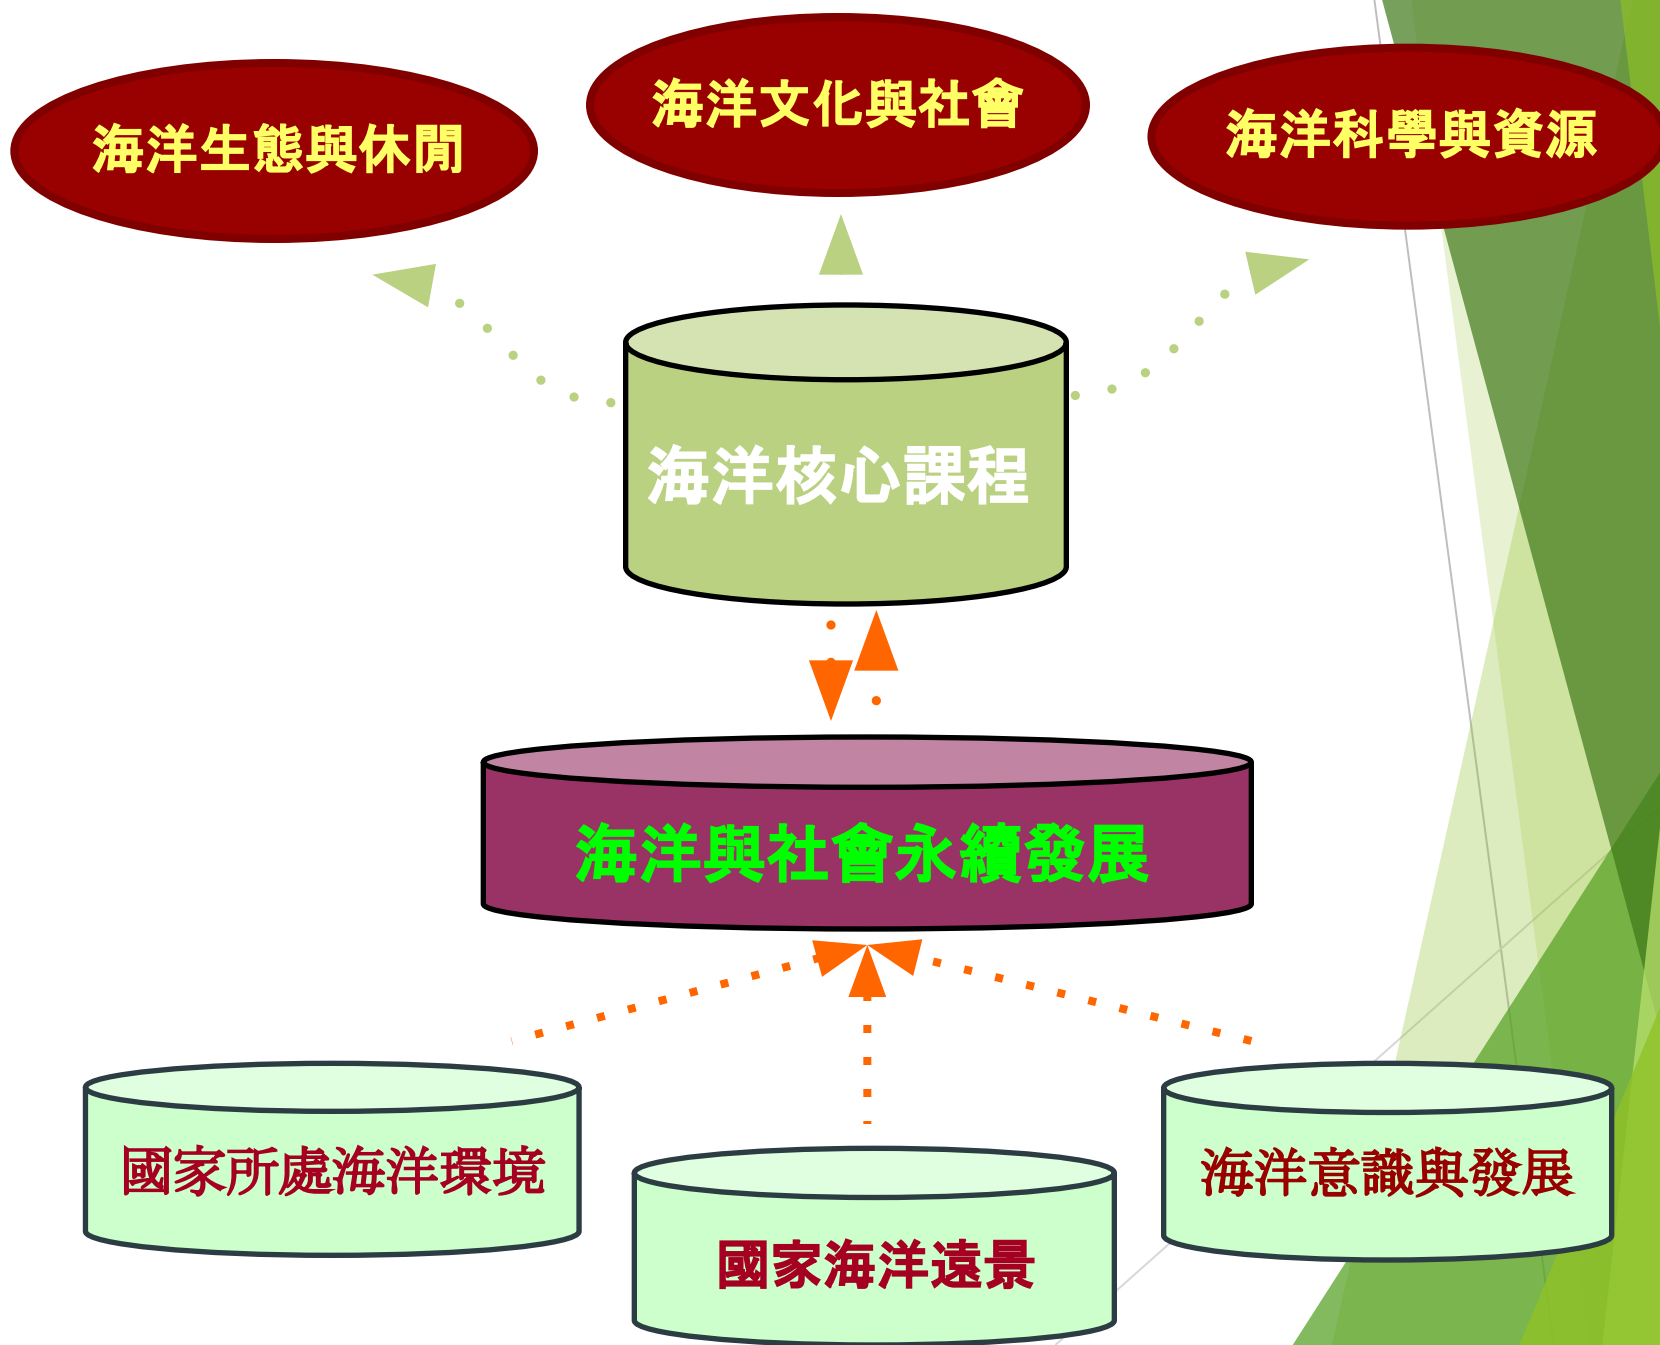 海洋生態與休閒
海洋文化與社會
海洋科學與資源
海洋核心課程
海洋與社會永續發展
國家所處海洋環境
國家海洋遠景
海洋意識與發展